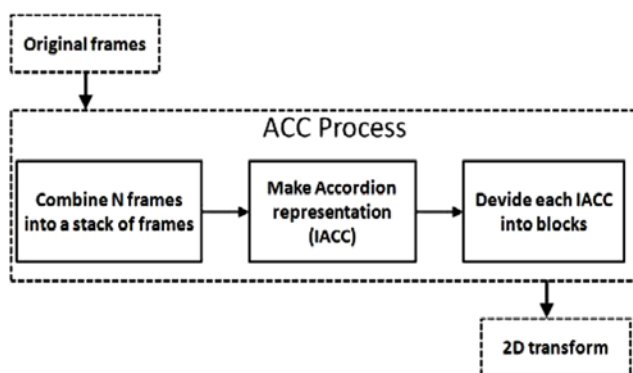 Original frames
ACC Process
Combine N frames
into a stack of frames
Make Accordion
representation
(IACC)
Devide each IACC
into blocks
2D transform